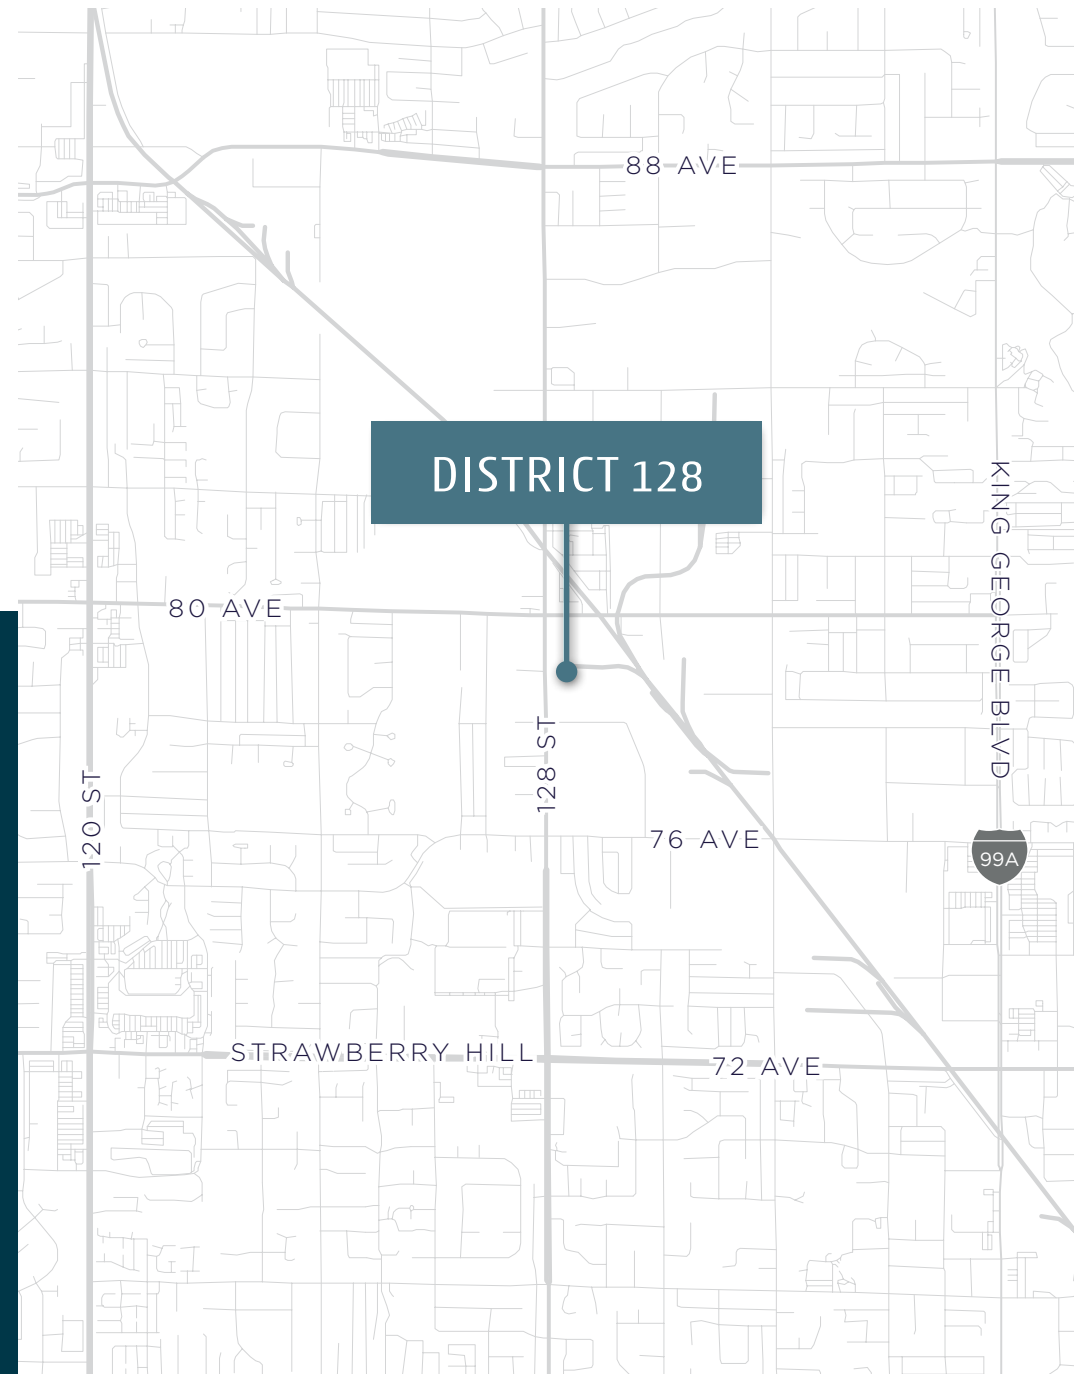 88 AVE
DISTRICT 128
KING GEORGE BLVD
80 AVE
128 ST
120 ST
76 AVE
99A
STRAWBERRY HILL
72 AVE